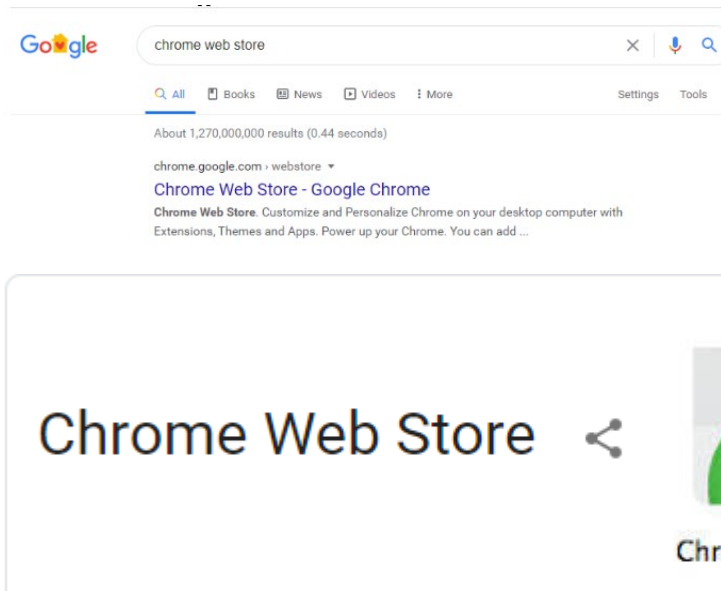 Google
chrome web store
All Books News Videos More Settings Tools
About 1,270,000,000 results (0.44 seconds)
chrome.google.com › webstore
Chrome Web Store - Google Chrome
Chrome Web Store. Customize and Personalize Chrome on your desktop computer with
Extensions, Themes and Apps. Power up your Chrome. You can add ...
Chrome Web Store
Chr